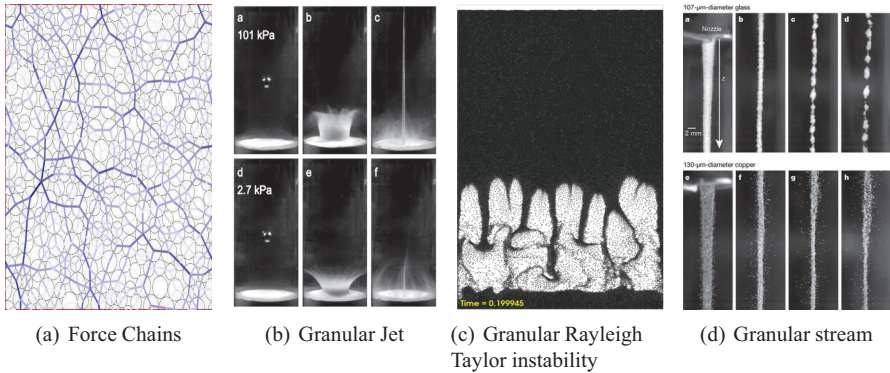 a
101 kPa
b
c
d
2.7 kPa
e
f
Time = 0.199945
107-µm-diameter glass
a
Nozzle
z
2 mm
b
c
d
130-µm-diameter copper
e
f
g
h
(a) Force Chains
(b) Granular Jet
(c) Granular Rayleigh
Taylor instability
(d) Granular stream